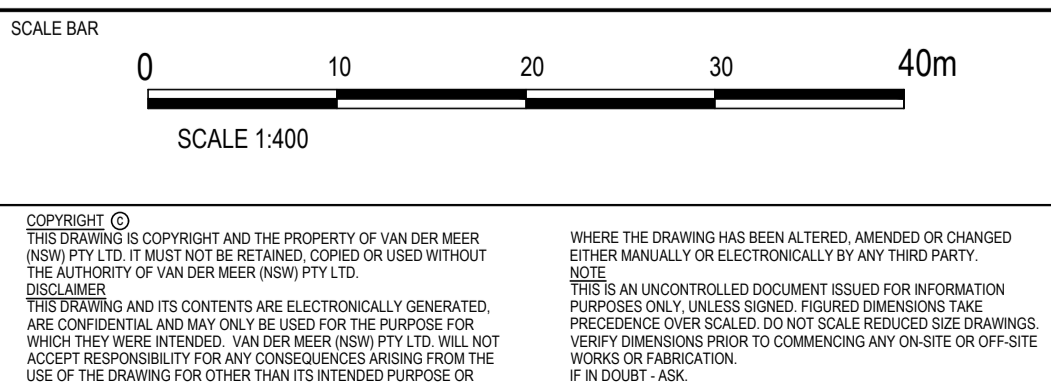 SCALE BAR
0 10 20 30 40m
SCALE 1:400
COPYRIGHT ©
THIS DRAWING IS COPYRIGHT AND THE PROPERTY OF VAN DER MEER
(NSW) PTY LTD. IT MUST NOT BE RETAINED, COPIED OR USED WITHOUT
THE AUTHORITY OF VAN DER MEER (NSW) PTY LTD.
DISCLAIMER
THIS DRAWING AND ITS CONTENTS ARE ELECTRONICALLY GENERATED,
ARE CONFIDENTIAL AND MAY ONLY BE USED FOR THE PURPOSE FOR
WHICH THEY WERE INTENDED. VAN DER MEER (NSW) PTY LTD. WILL NOT
ACCEPT RESPONSIBILITY FOR ANY CONSEQUENCES ARISING FROM THE
USE OF THE DRAWING FOR OTHER THAN ITS INTENDED PURPOSE OR
WHERE THE DRAWING HAS BEEN ALTERED, AMENDED OR CHANGED
EITHER MANUALLY OR ELECTRONICALLY BY ANY THIRD PARTY.
NOTE
THIS IS AN UNCONTROLLED DOCUMENT ISSUED FOR INFORMATION
PURPOSES ONLY, UNLESS SIGNED. FIGURED DIMENSIONS TAKE
PRECEDENCE OVER SCALED. DO NOT SCALE REDUCED SIZE DRAWINGS.
VERIFY DIMENSIONS PRIOR TO COMMENCING ANY ON-SITE OR OFF-SITE
WORKS OR FABRICATION.
IF IN DOUBT - ASK.